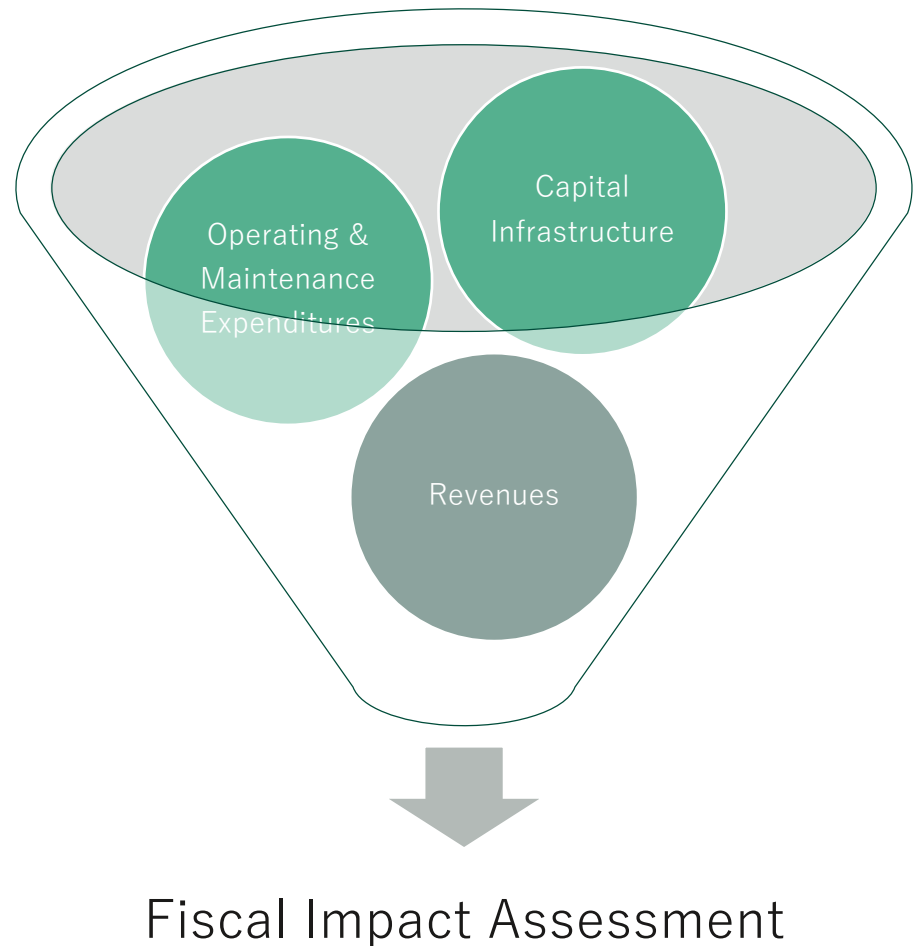 Capital
Infrastructure
Operating &
Maintenance
Expenditures
Revenues
Fiscal Impact Assessment